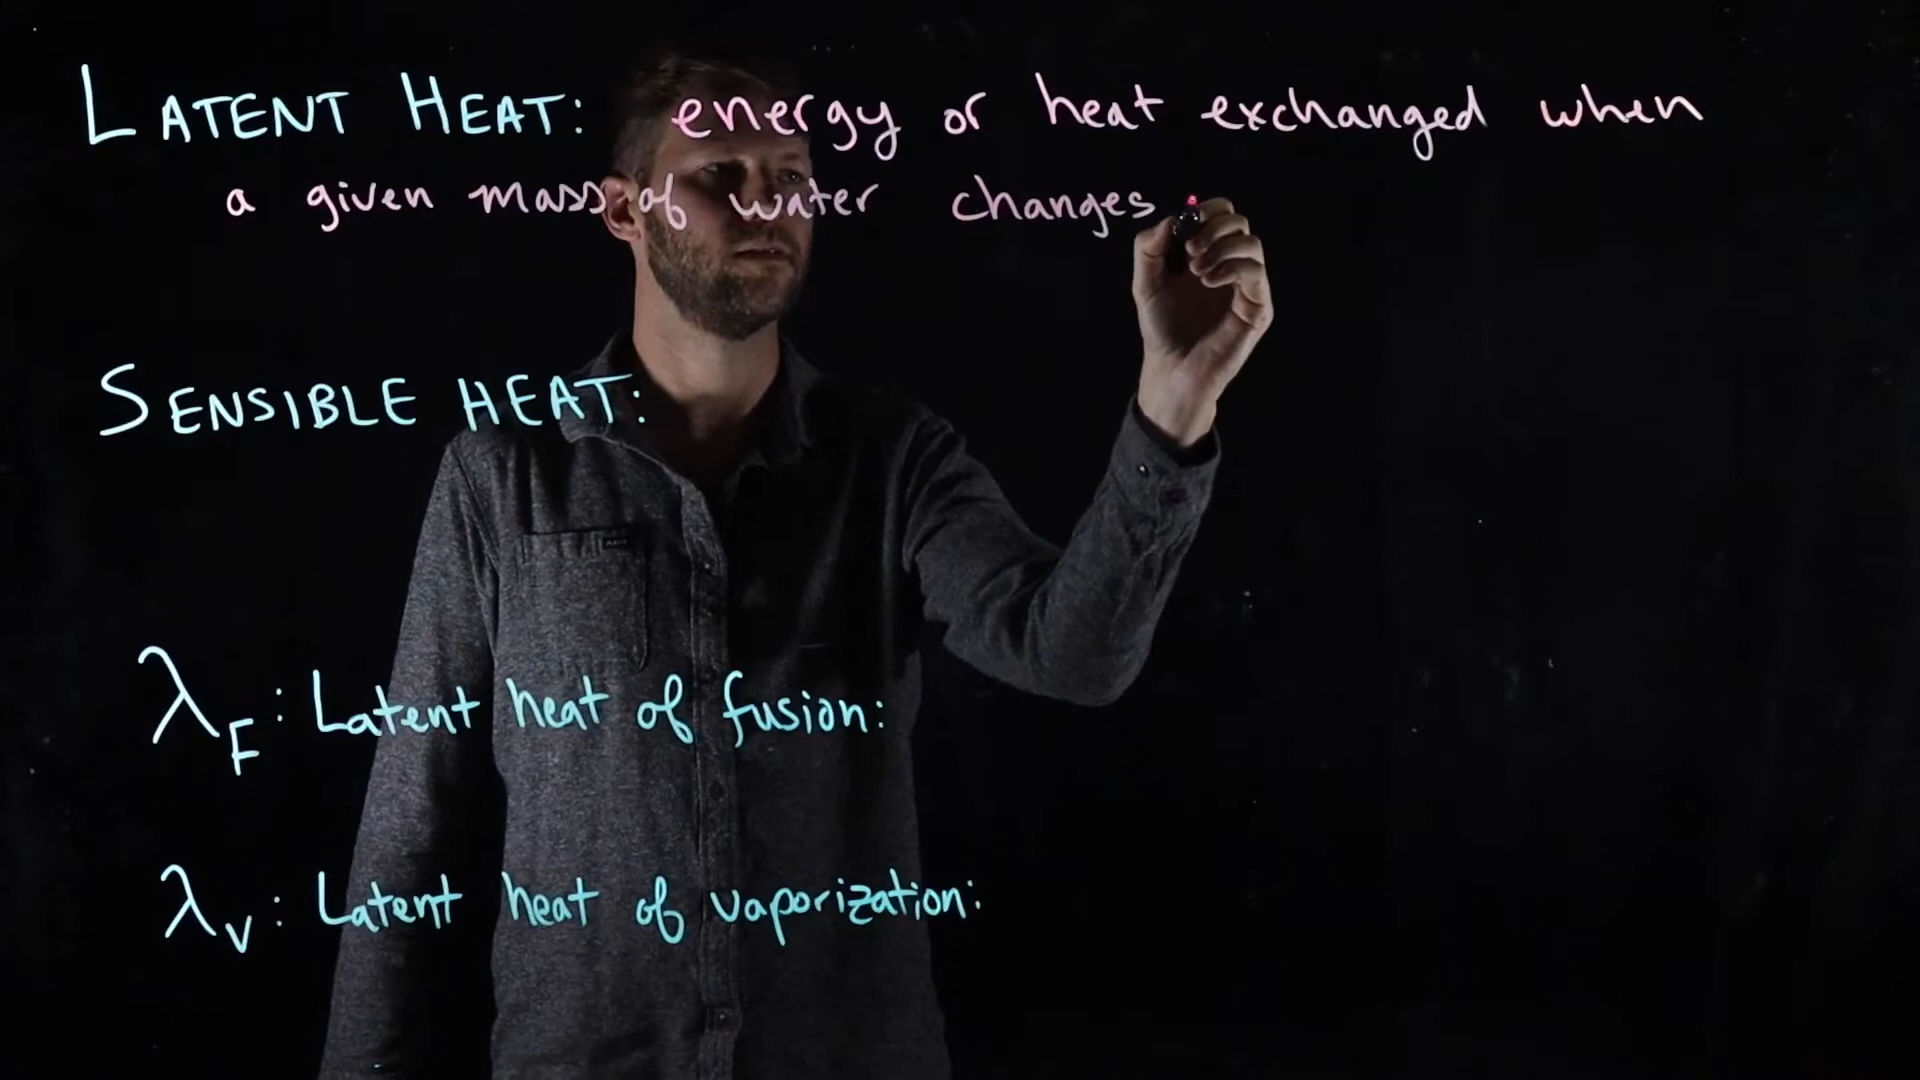 LATENT HEAT: energy or heat exchanged when
a given mass of water changes
SENSIBLE HEAT:
λF: Latent heat of fusion:
λV: Latent heat of vaporization: